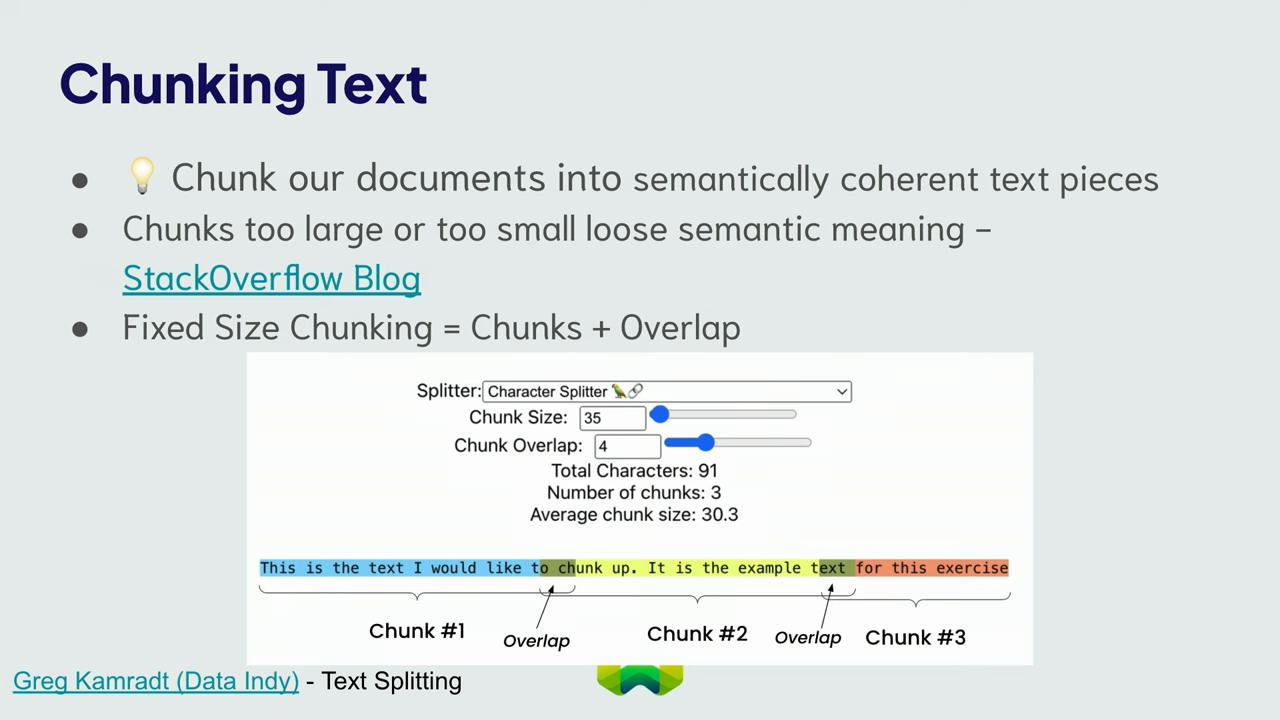 Chunking Text
● 💡 Chunk our documents into semantically coherent text pieces
● Chunks too large or too small loose semantic meaning –
StackOverflow Blog
● Fixed Size Chunking = Chunks + Overlap
Splitter: Character Splitter 🦜🔗
Chunk Size: 35
Chunk Overlap: 4
Total Characters: 91
Number of chunks: 3
Average chunk size: 30.3
This is the text I would like to chunk up. It is the example text for this exercise
Chunk #1 Overlap Chunk #2 Overlap Chunk #3
Greg Kamradt (Data Indy) - Text Splitting